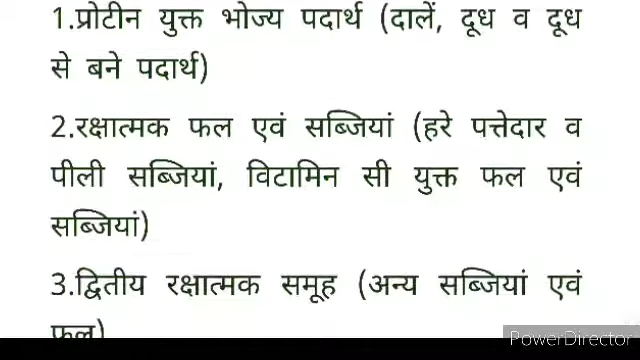 1.प्रोटीन युक्त भोज्य पदार्थ (दालें, दूध व दूध
से बने पदार्थ)
2.रक्षात्मक फल एवं सब्जियां (हरे पत्तेदार व
पीली सब्जियां, विटामिन सी युक्त फल एवं
सब्जियां)
3.द्वितीय रक्षात्मक समूह (अन्य सब्जियां एवं
फल)
PowerDirector